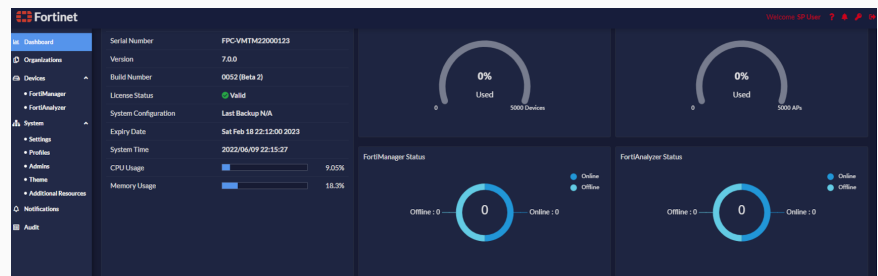 Fortinet
Welcome SP User
Dashboard
Organizations
Devices
FortiManager
FortiAnalyzer
System
Settings
Profiles
Admins
Theme
Additional Resources
Notifications
Audit
Serial Number FPC-VMTM22000123
Version 7.0.0
Build Number 0052 (Beta 2)
License Status Valid
System Configuration Last Backup N/A
Expiry Date Sat Feb 18 22:12:00 2023
System Time 2022/06/09 22:15:27
CPU Usage 9.05%
Memory Usage 18.3%
0%
Used
0 5000 Devices
0%
Used
0 5000 APs
FortiManager Status
Online
Offline
Offline : 0 0 Online : 0
FortiAnalyzer Status
Online
Offline
Offline : 0 0 Online : 0